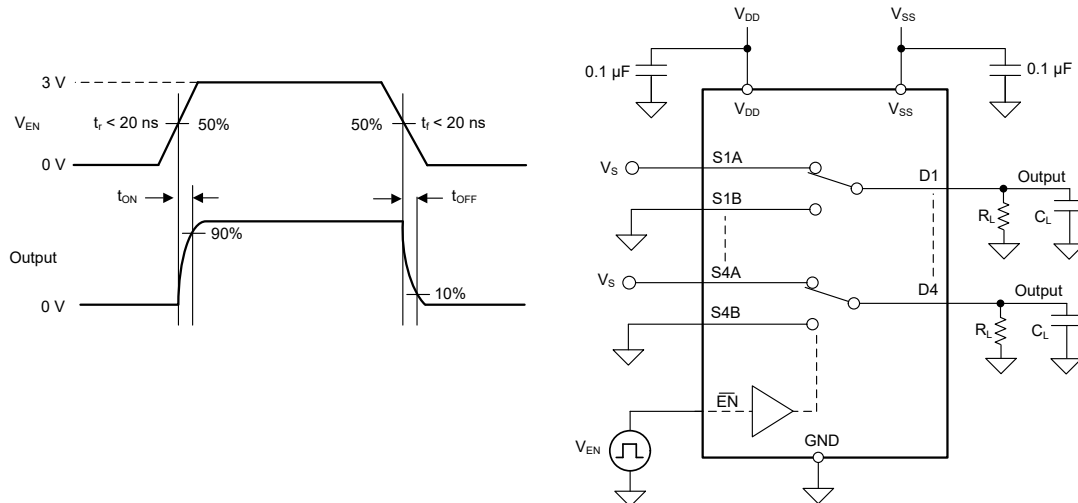 3 V
V_EN
t_r < 20 ns
50%
50%
t_f < 20 ns
0 V
t_ON
t_OFF
90%
Output
10%
0 V
V_DD
V_SS
0.1 µF
0.1 µF
V_DD
V_SS
V_S
S1A
D1
Output
S1B
R_L
C_L
V_S
S4A
D4
Output
S4B
R_L
C_L
E̅N̅
V_EN
GND